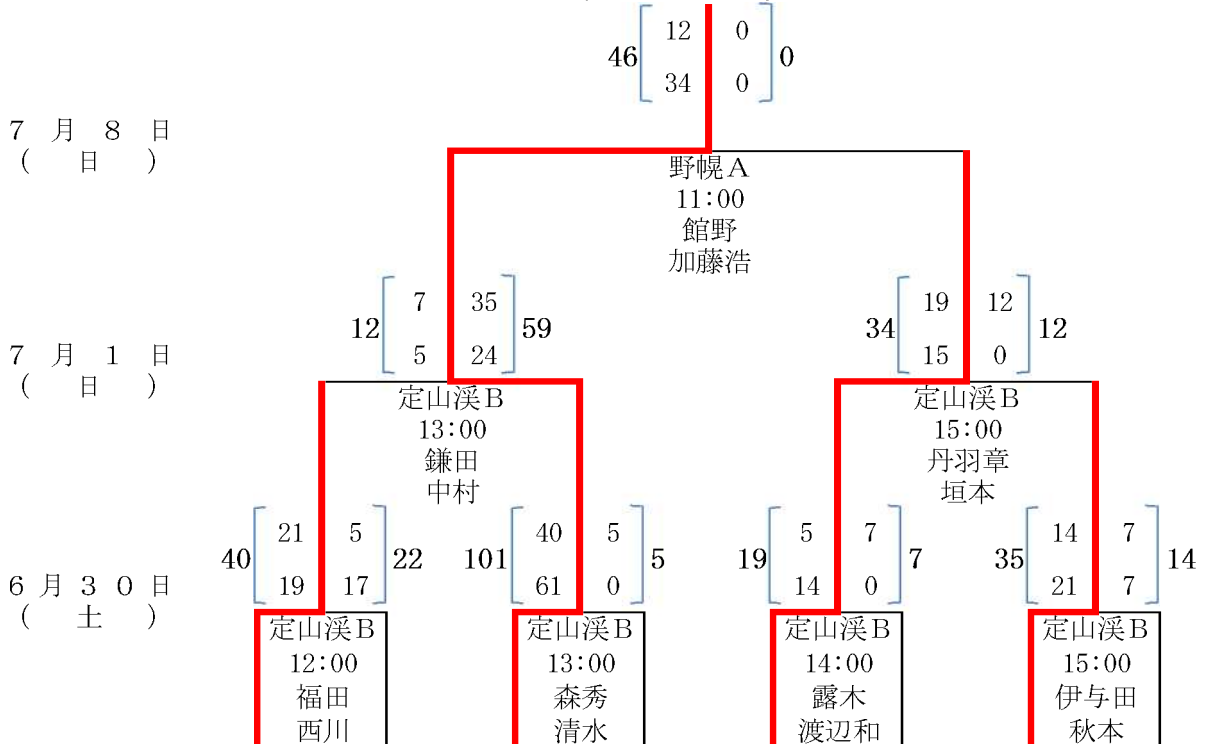 12 0
46 0
34 0
7 月 8 日
( 日 )
野幌A
11:00
館野
加藤浩
7 35
12 59
5 24
19 12
34 12
15 0
7 月 1 日
( 日 )
定山渓B
13:00
鎌田
中村
定山渓B
15:00
丹羽章
垣本
21 5
40 22
19 17
40 5
101 5
61 0
5 7
19 7
14 0
14 7
35 14
21 7
6 月 3 0 日
( 土 )
定山渓B
12:00
福田
西川
定山渓B
13:00
森秀
清水
定山渓B
14:00
露木
渡辺和
定山渓B
15:00
伊与田
秋本